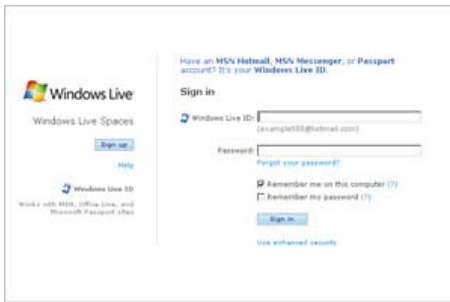 Have an MSN Hotmail, MSN Messenger, or Passport
account? It's your Windows Live ID.
Windows Live
Windows Live Spaces
Sign up
Help
Windows Live ID
Works with MSN, Office Live, and
Microsoft Passport sites
Sign in
Windows Live ID:
(example555@hotmail.com)
Password:
Forgot your password?
Remember me on this computer (?)
Remember my password (?)
Sign in
Use enhanced security